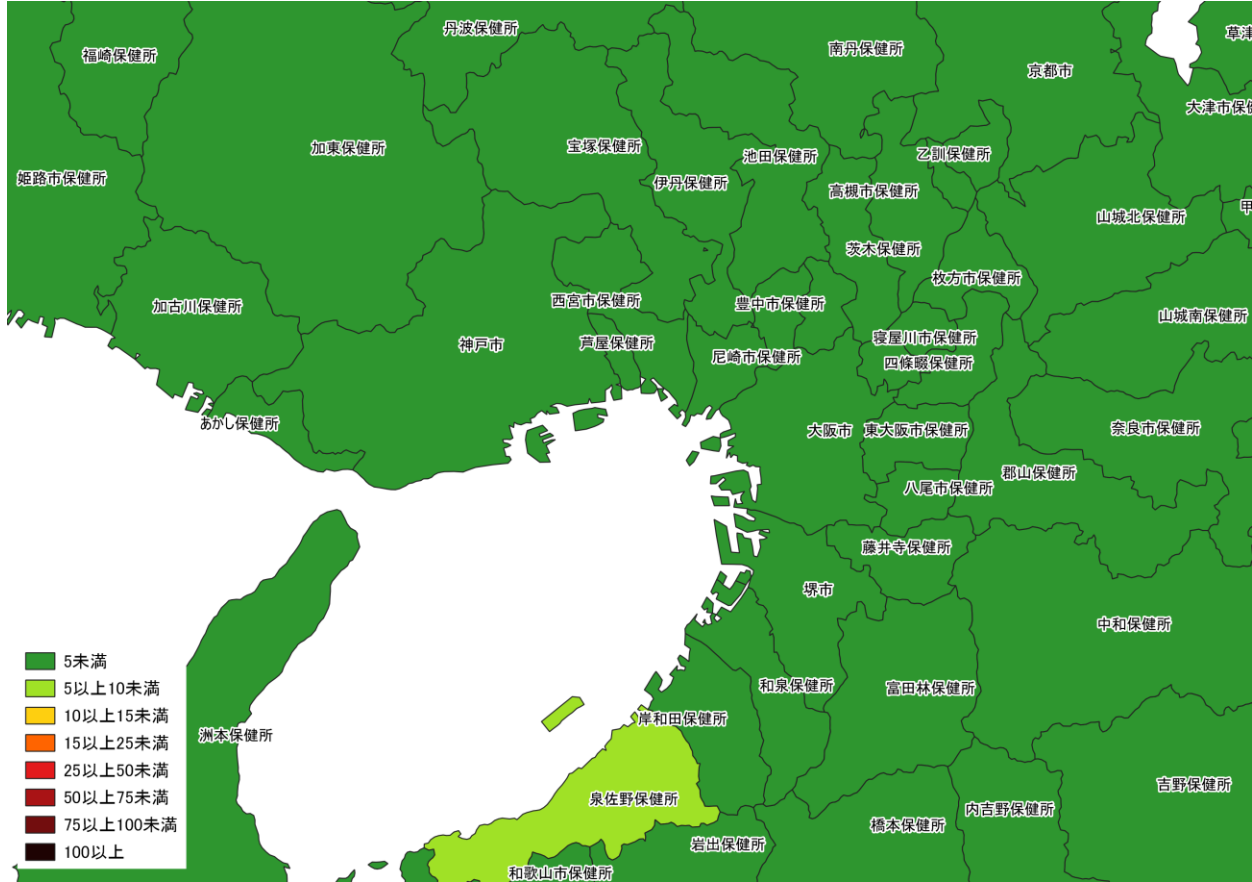 丹波保健所
草津
南丹保健所
福崎保健所
京都市
大津市保健
加東保健所
宝塚保健所
池田保健所
乙訓保健所
姫路市保健所
伊丹保健所
高槻市保健所
甲
山城北保健所
茨木保健所
枚方市保健所
加古川保健所
西宮市保健所
豊中市保健所
山城南保健所
神戸市
芦屋保健所
寝屋川市保健所
尼崎市保健所
四條畷保健所
あかし保健所
大阪市
東大阪市保健所
奈良市保健所
郡山保健所
八尾市保健所
藤井寺保健所
堺市
中和保健所
和泉保健所
富田林保健所
岸和田保健所
洲本保健所
吉野保健所
泉佐野保健所
内吉野保健所
橋本保健所
岩出保健所
和歌山市保健所
5未満
5以上10未満
10以上15未満
15以上25未満
25以上50未満
50以上75未満
75以上100未満
100以上